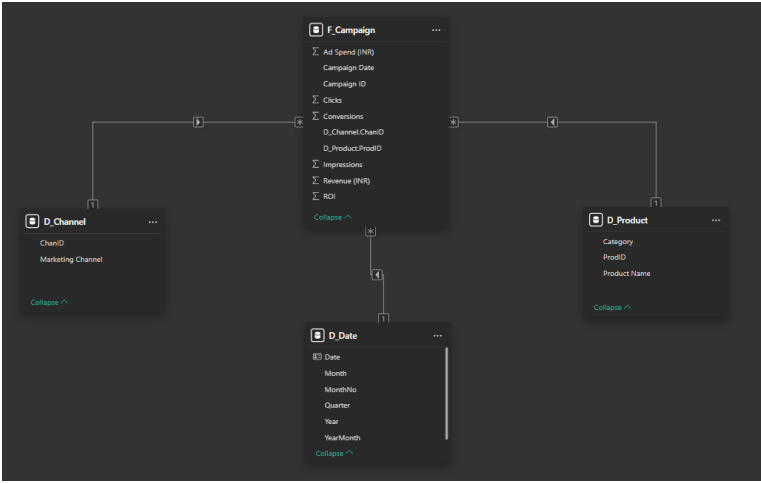 F_Campaign
Ad Spend (INR)
Campaign Date
Campaign ID
Clicks
Conversions
D_Channel.ChanID
D_Product.ProdID
Impressions
Revenue (INR)
ROI
Collapse
*
*
*
1
1
1
D_Channel
ChanID
Marketing Channel
Collapse
D_Product
Category
ProdID
Product Name
Collapse
D_Date
Date
Month
MonthNo
Quarter
Year
YearMonth
Collapse